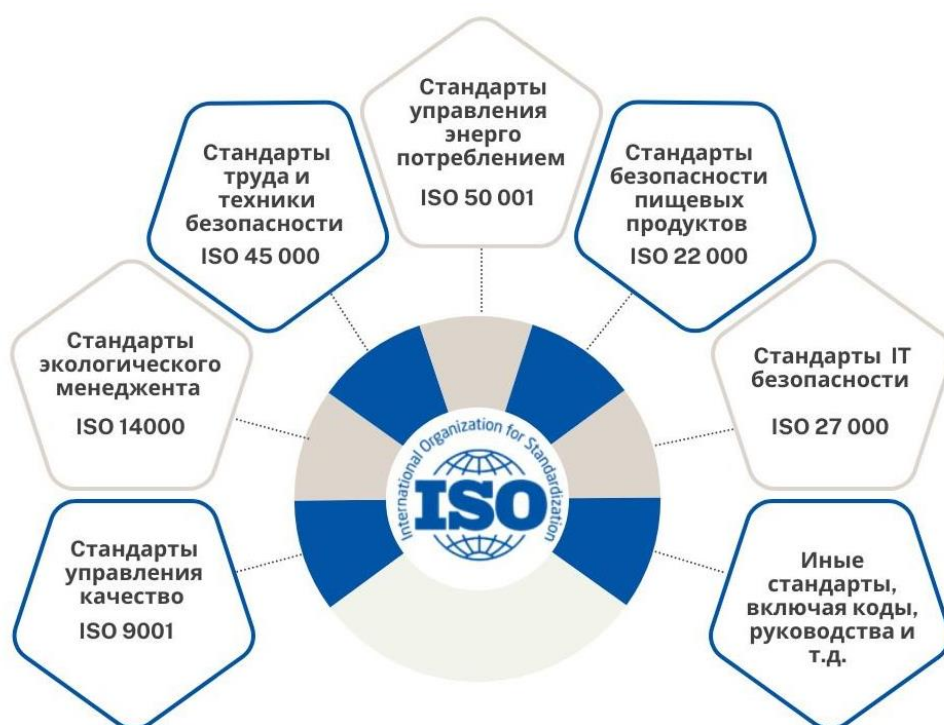 Стандарты
управления
энерго
потреблением
ISO 50 001
Стандарты
труда и
техники
безопасности
ISO 45 000
Стандарты
безопасности
пищевых
продуктов
ISO 22 000
Стандарты
экологического
менеджента
ISO 14000
Стандарты IT
безопасности
ISO 27 000
International Organization for Standardization
ISO
Стандарты
управления
качество
ISO 9001
Иные
стандарты,
включая коды,
руководства и
т.д.